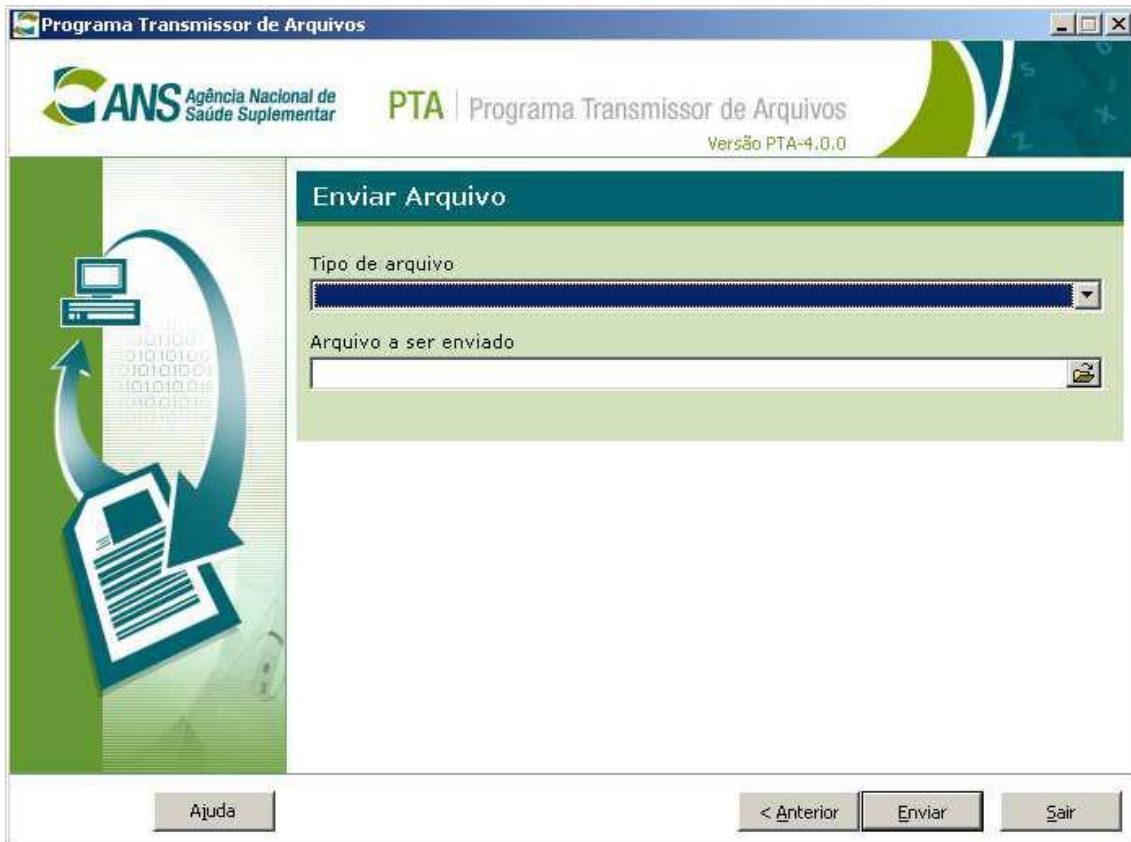 Programa Transmissor de Arquivos
ANS Agência Nacional de
Saúde Suplementar
PTA | Programa Transmissor de Arquivos
Versão PTA-4.0.0
Enviar Arquivo
Tipo de arquivo
Arquivo a ser enviado
Ajuda
< Anterior
Enviar
Sair